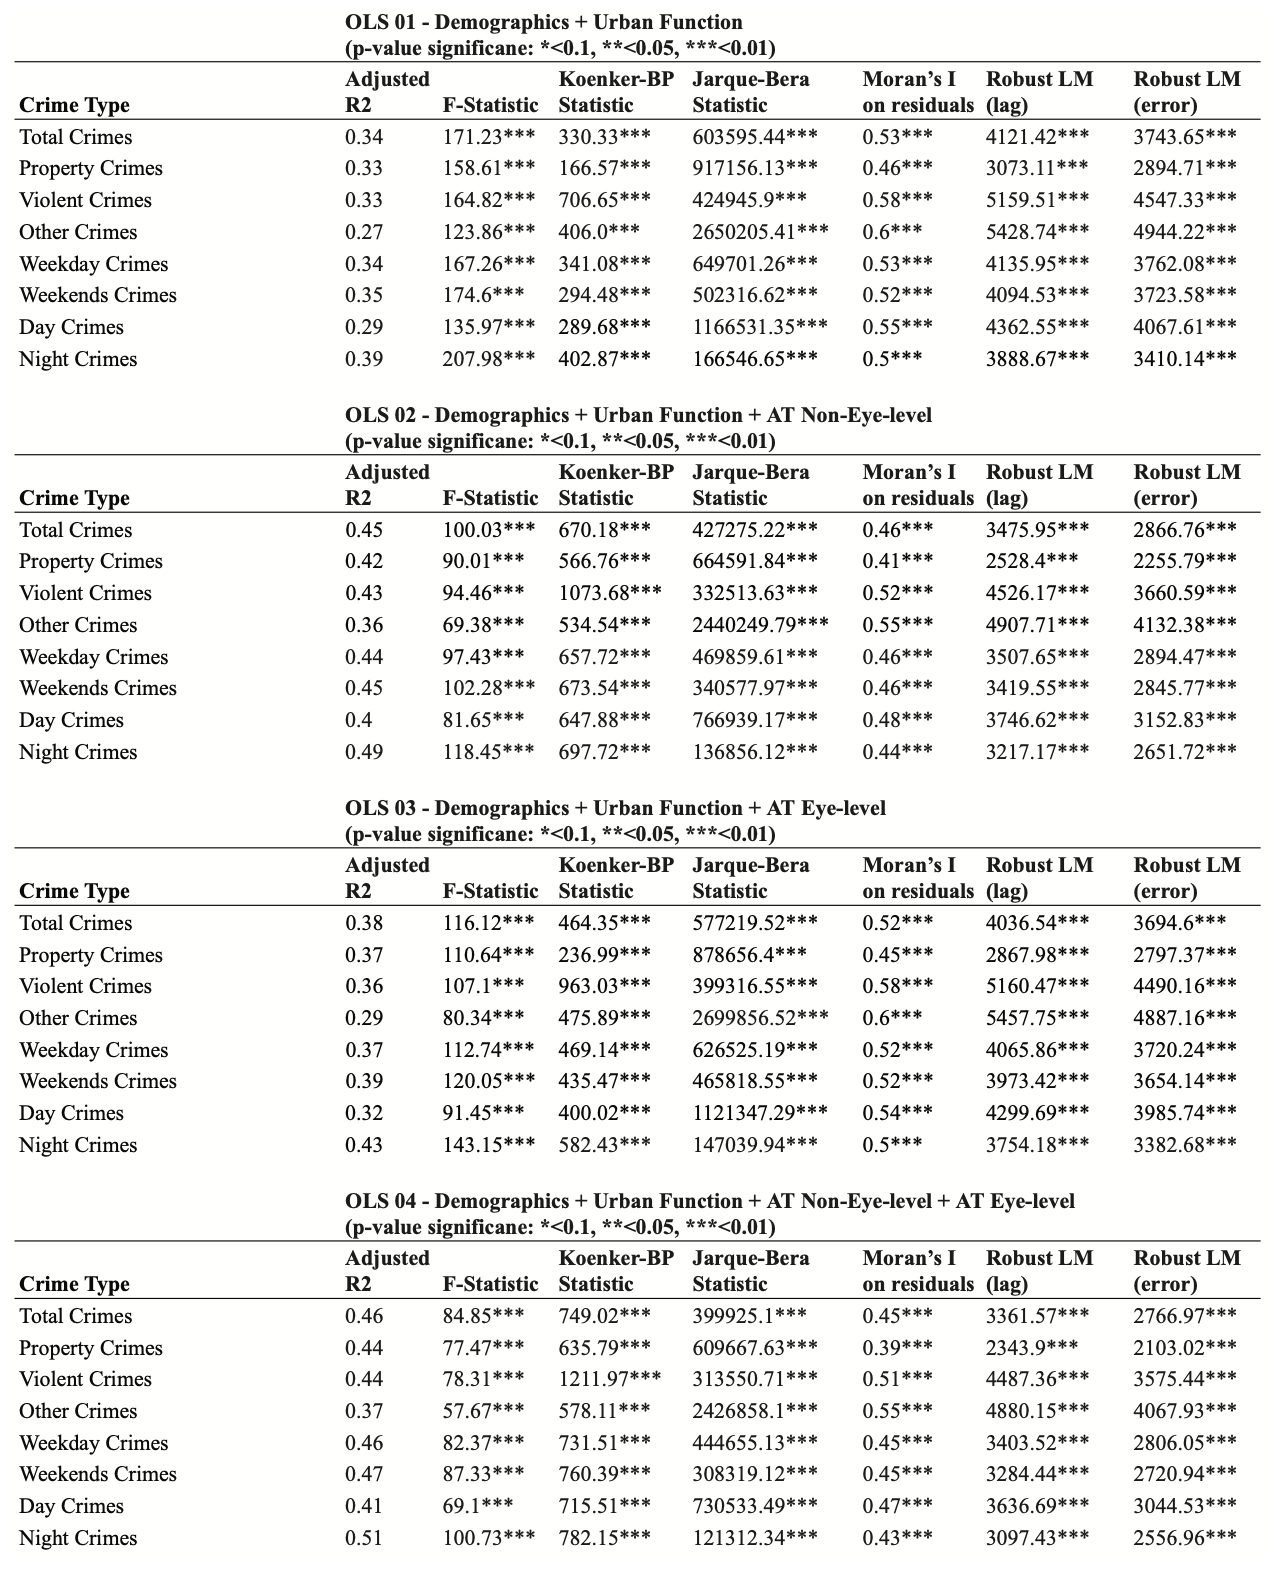 OLS 01 - Demographics + Urban Function
(p-value significane: *<0.1, **<0.05, ***<0.01)
Adjusted Koenker-BP Jarque-Bera Moran's I Robust LM Robust LM
Crime Type R2 F-Statistic Statistic Statistic on residuals (lag) (error)
Total Crimes 0.34 171.23*** 330.33*** 603595.44*** 0.53*** 4121.42*** 3743.65***
Property Crimes 0.33 158.61*** 166.57*** 917156.13*** 0.46*** 3073.11*** 2894.71***
Violent Crimes 0.33 164.82*** 706.65*** 424945.9*** 0.58*** 5159.51*** 4547.33***
Other Crimes 0.27 123.86*** 406.0*** 2650205.41*** 0.6*** 5428.74*** 4944.22***
Weekday Crimes 0.34 167.26*** 341.08*** 649701.26*** 0.53*** 4135.95*** 3762.08***
Weekends Crimes 0.35 174.6*** 294.48*** 502316.62*** 0.52*** 4094.53*** 3723.58***
Day Crimes 0.29 135.97*** 289.68*** 1166531.35*** 0.55*** 4362.55*** 4067.61***
Night Crimes 0.39 207.98*** 402.87*** 166546.65*** 0.5*** 3888.67*** 3410.14***
OLS 02 - Demographics + Urban Function + AT Non-Eye-level
(p-value significane: *<0.1, **<0.05, ***<0.01)
Adjusted Koenker-BP Jarque-Bera Moran's I Robust LM Robust LM
Crime Type R2 F-Statistic Statistic Statistic on residuals (lag) (error)
Total Crimes 0.45 100.03*** 670.18*** 427275.22*** 0.46*** 3475.95*** 2866.76***
Property Crimes 0.42 90.01*** 566.76*** 664591.84*** 0.41*** 2528.4*** 2255.79***
Violent Crimes 0.43 94.46*** 1073.68*** 332513.63*** 0.52*** 4526.17*** 3660.59***
Other Crimes 0.36 69.38*** 534.54*** 2440249.79*** 0.55*** 4907.71*** 4132.38***
Weekday Crimes 0.44 97.43*** 657.72*** 469859.61*** 0.46*** 3507.65*** 2894.47***
Weekends Crimes 0.45 102.28*** 673.54*** 340577.97*** 0.46*** 3419.55*** 2845.77***
Day Crimes 0.4 81.65*** 647.88*** 766939.17*** 0.48*** 3746.62*** 3152.83***
Night Crimes 0.49 118.45*** 697.72*** 136856.12*** 0.44*** 3217.17*** 2651.72***
OLS 03 - Demographics + Urban Function + AT Eye-level
(p-value significane: *<0.1, **<0.05, ***<0.01)
Adjusted Koenker-BP Jarque-Bera Moran's I Robust LM Robust LM
Crime Type R2 F-Statistic Statistic Statistic on residuals (lag) (error)
Total Crimes 0.38 116.12*** 464.35*** 577219.52*** 0.52*** 4036.54*** 3694.6***
Property Crimes 0.37 110.64*** 236.99*** 878656.4*** 0.45*** 2867.98*** 2797.37***
Violent Crimes 0.36 107.1*** 963.03*** 399316.55*** 0.58*** 5160.47*** 4490.16***
Other Crimes 0.29 80.34*** 475.89*** 2699856.52*** 0.6*** 5457.75*** 4887.16***
Weekday Crimes 0.37 112.74*** 469.14*** 626525.19*** 0.52*** 4065.86*** 3720.24***
Weekends Crimes 0.39 120.05*** 435.47*** 465818.55*** 0.52*** 3973.42*** 3654.14***
Day Crimes 0.32 91.45*** 400.02*** 1121347.29*** 0.54*** 4299.69*** 3985.74***
Night Crimes 0.43 143.15*** 582.43*** 147039.94*** 0.5*** 3754.18*** 3382.68***
OLS 04 - Demographics + Urban Function + AT Non-Eye-level + AT Eye-level
(p-value significane: *<0.1, **<0.05, ***<0.01)
Adjusted Koenker-BP Jarque-Bera Moran's I Robust LM Robust LM
Crime Type R2 F-Statistic Statistic Statistic on residuals (lag) (error)
Total Crimes 0.46 84.85*** 749.02*** 399925.1*** 0.45*** 3361.57*** 2766.97***
Property Crimes 0.44 77.47*** 635.79*** 609667.63*** 0.39*** 2343.9*** 2103.02***
Violent Crimes 0.44 78.31*** 1211.97*** 313550.71*** 0.51*** 4487.36*** 3575.44***
Other Crimes 0.37 57.67*** 578.11*** 2426858.1*** 0.55*** 4880.15*** 4067.93***
Weekday Crimes 0.46 82.37*** 731.51*** 444655.13*** 0.45*** 3403.52*** 2806.05***
Weekends Crimes 0.47 87.33*** 760.39*** 308319.12*** 0.45*** 3284.44*** 2720.94***
Day Crimes 0.41 69.1*** 715.51*** 730533.49*** 0.47*** 3636.69*** 3044.53***
Night Crimes 0.51 100.73*** 782.15*** 121312.34*** 0.43*** 3097.43*** 2556.96***